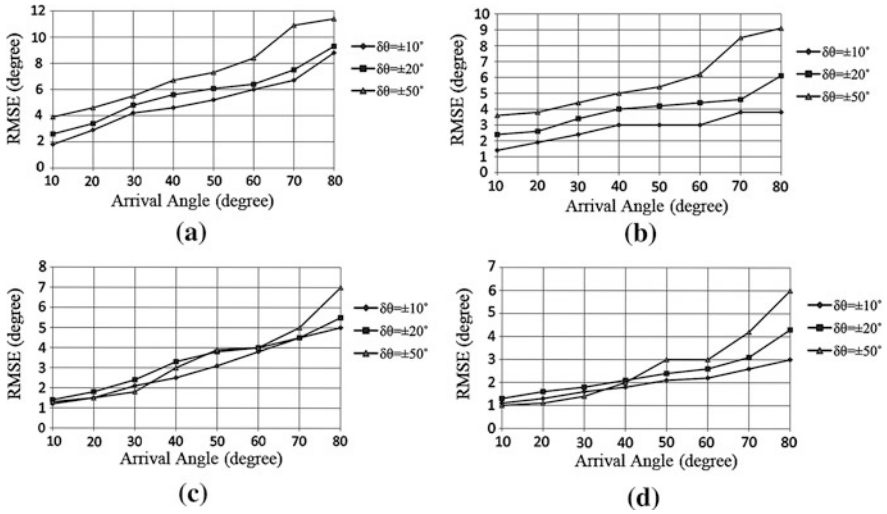 12
10
8
6
4
2
0
RMSE (degree)
10 20 30 40 50 60 70 80
Arrival Angle (degree)
δθ=±10°
δθ=±20°
δθ=±50°
(a)
10
9
8
7
6
5
4
3
2
1
0
RMSE (degree)
10 20 30 40 50 60 70 80
Arrival Angle (degree)
δθ=±10°
δθ=±20°
δθ=±50°
(b)
8
7
6
5
4
3
2
1
0
RMSE (degree)
10 20 30 40 50 60 70 80
Arrival Angle (degree)
δθ=±10°
δθ=±20°
δθ=±50°
(c)
7
6
5
4
3
2
1
0
RMSE (degree)
10 20 30 40 50 60 70 80
Arrival Angle (degree)
δθ=±10°
δθ=±20°
δθ=±50°
(d)